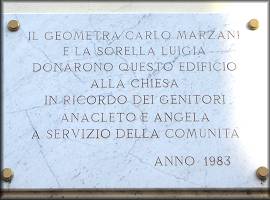 IL GEOMETRA CARLO MARZANI
E LA SORELLA LUIGIA
DONARONO QUESTO EDIFICIO
ALLA CHIESA
IN RICORDO DEI GENITORI
ANACLETO E ANGELA
A SERVIZIO DELLA COMUNITÀ
ANNO 1983